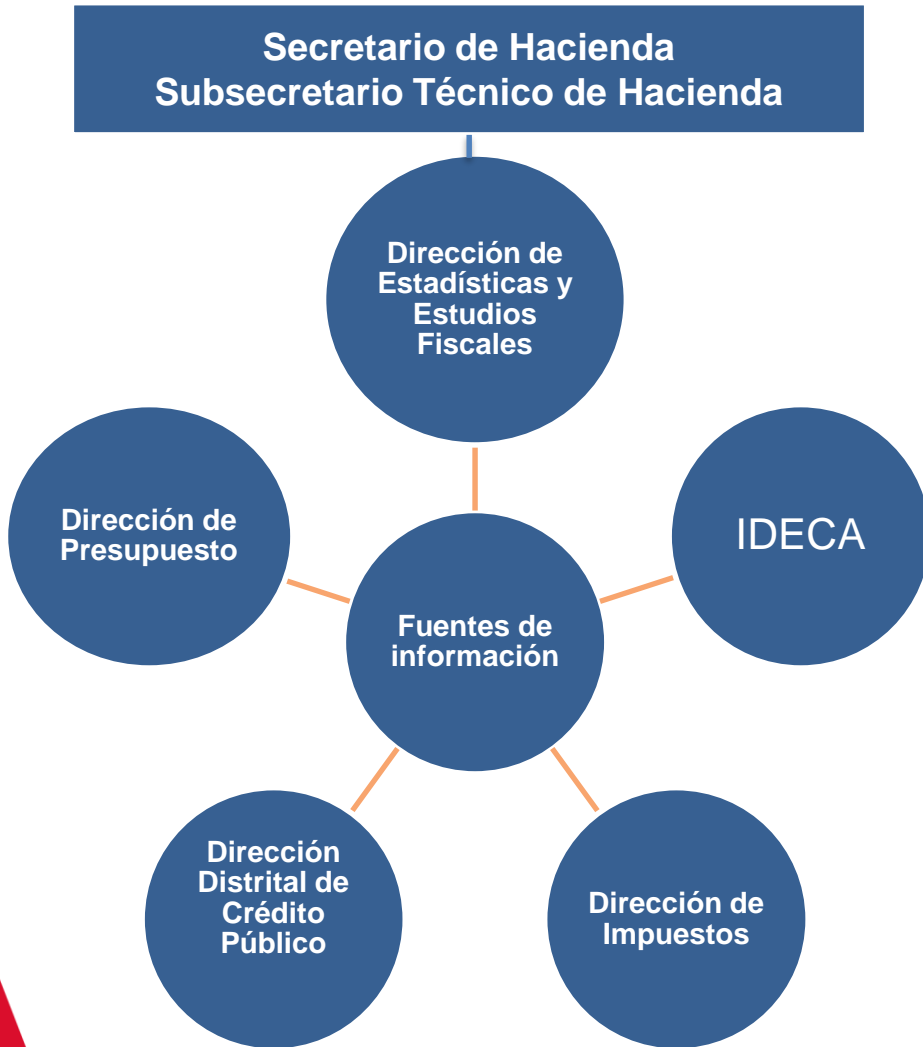 Secretario de Hacienda
Subsecretario Técnico de Hacienda
Dirección de
Estadísticas y
Estudios
Fiscales
Dirección de
Presupuesto
IDECA
Fuentes de
información
Dirección
Distrital de
Crédito
Público
Dirección de
Impuestos